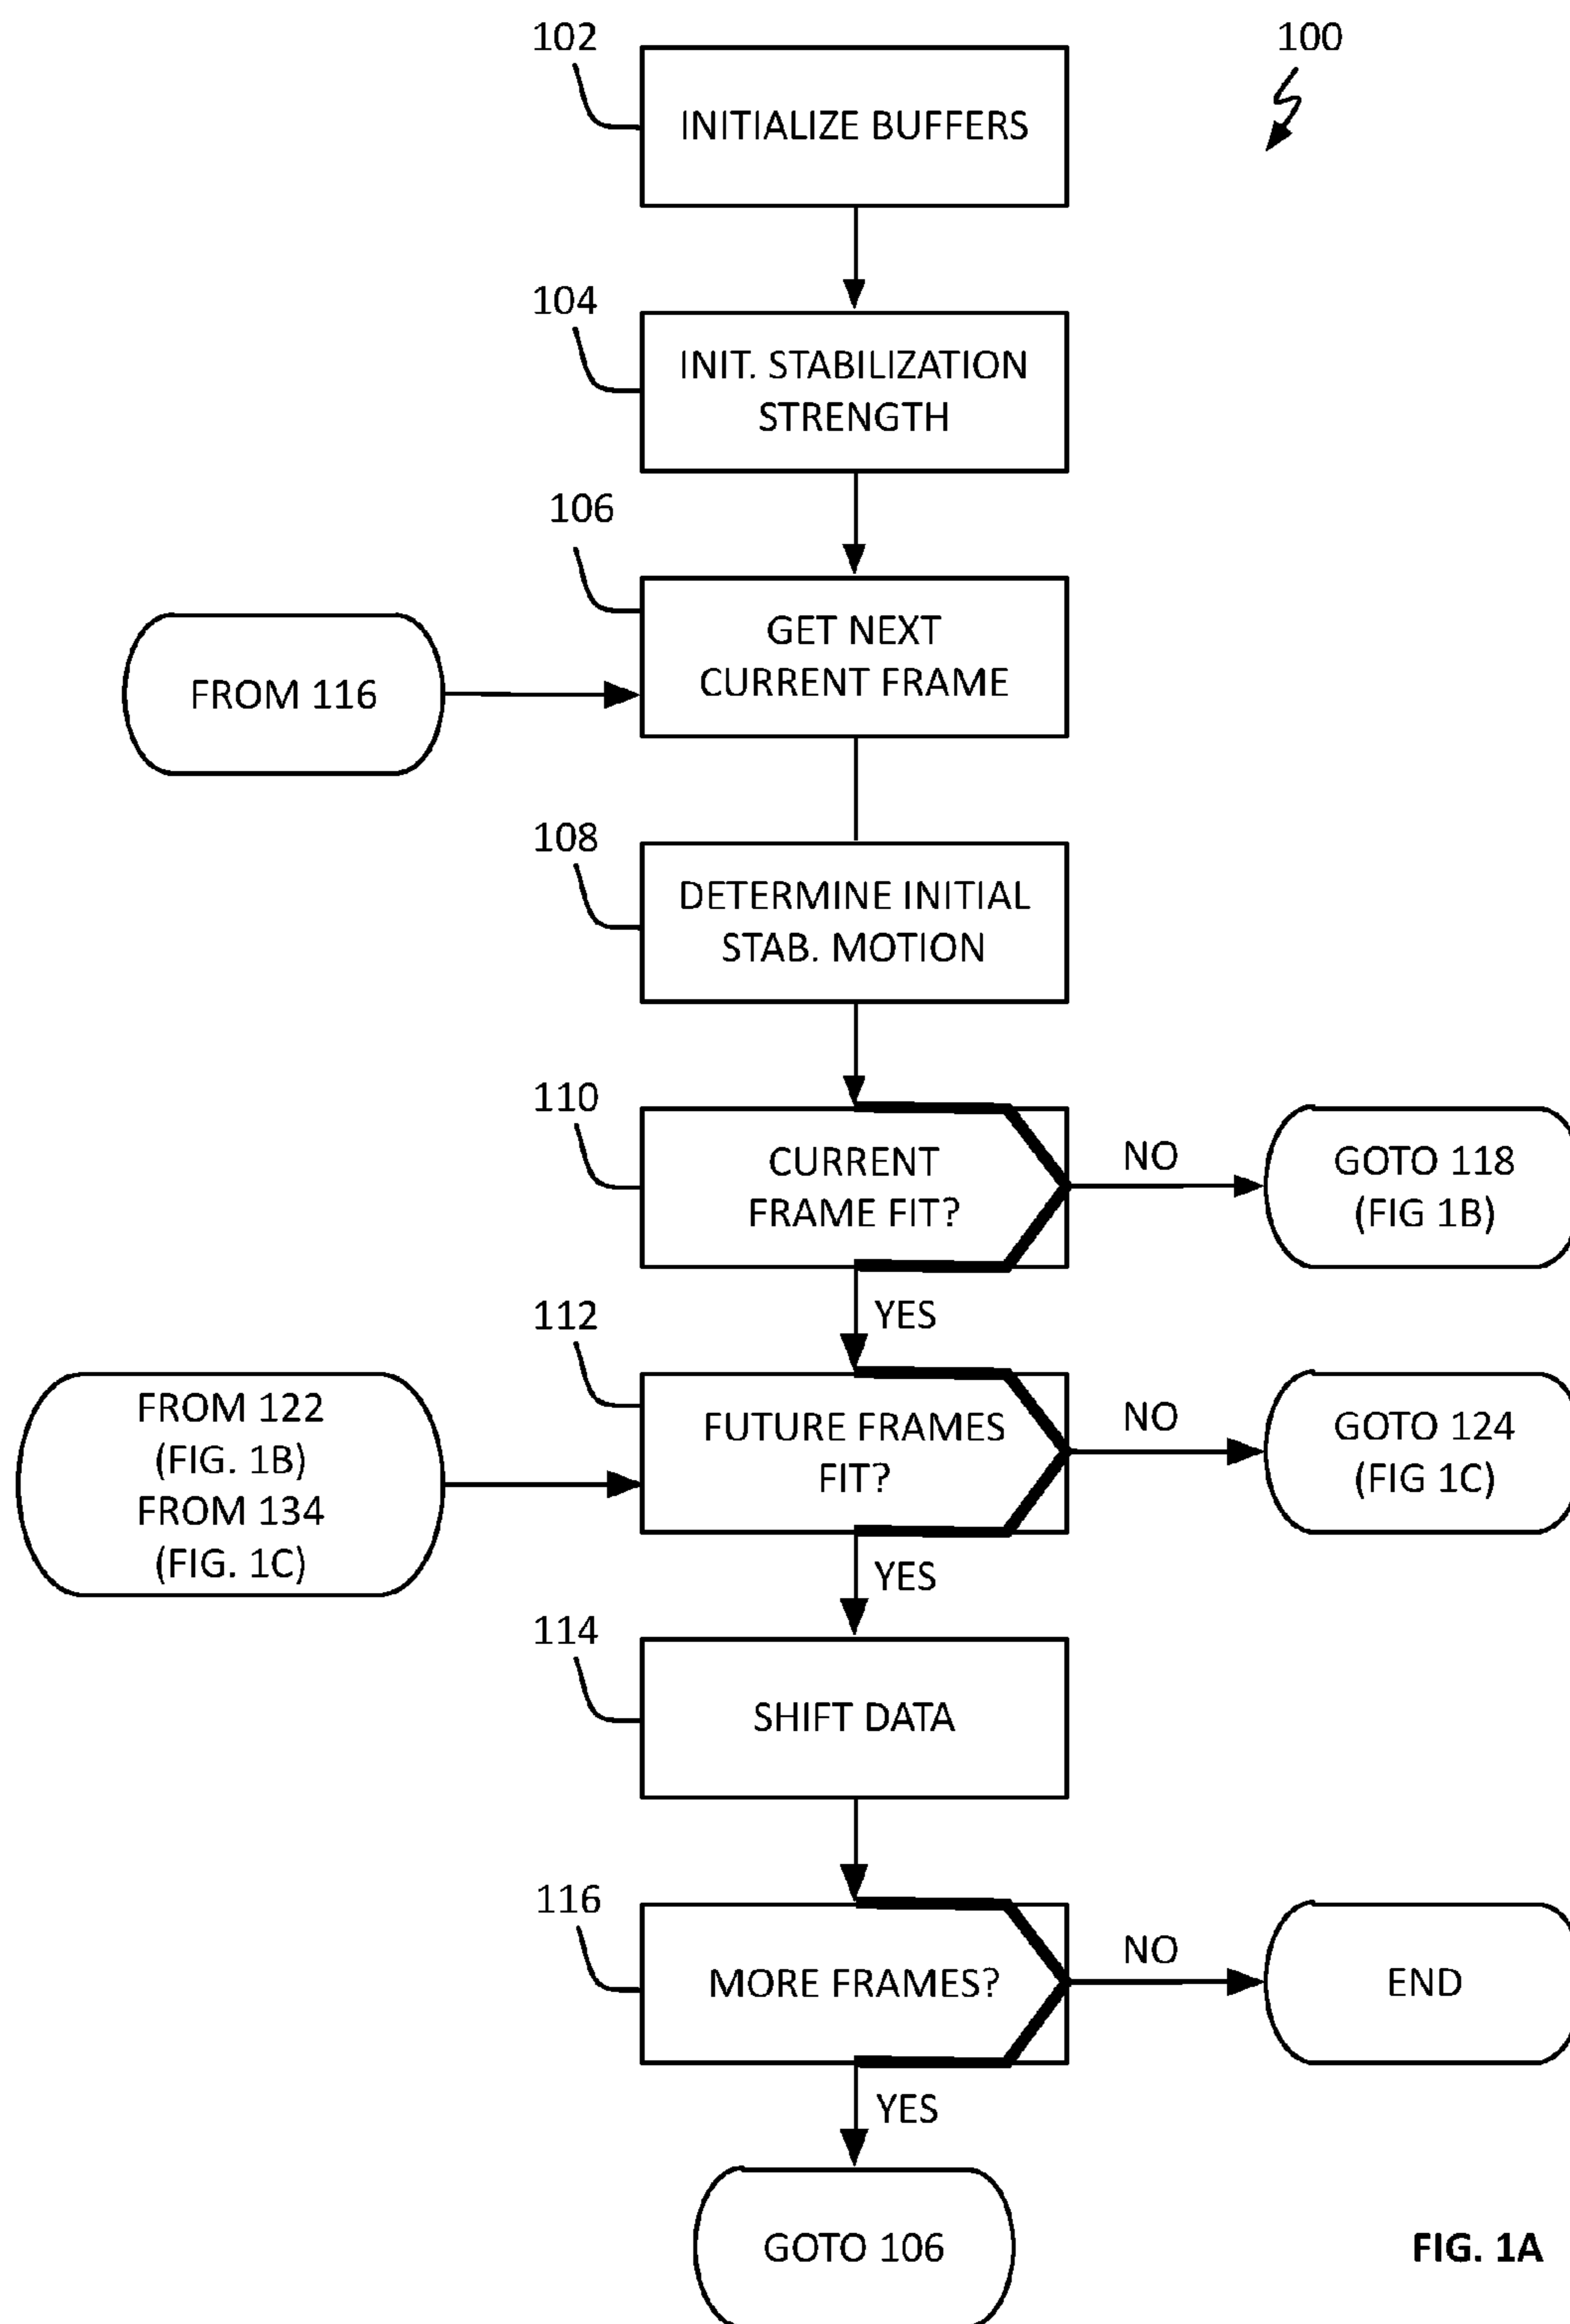 102
100
INITIALIZE BUFFERS
104
INIT. STABILIZATION
STRENGTH
106
GET NEXT
CURRENT FRAME
FROM 116
108
DETERMINE INITIAL
STAB. MOTION
110
CURRENT
FRAME FIT?
NO
GOTO 118
(FIG 1B)
YES
112
FROM 122
(FIG. 1B)
FROM 134
(FIG. 1C)
FUTURE FRAMES
FIT?
NO
GOTO 124
(FIG 1C)
YES
114
SHIFT DATA
116
MORE FRAMES?
NO
END
YES
GOTO 106
FIG. 1A